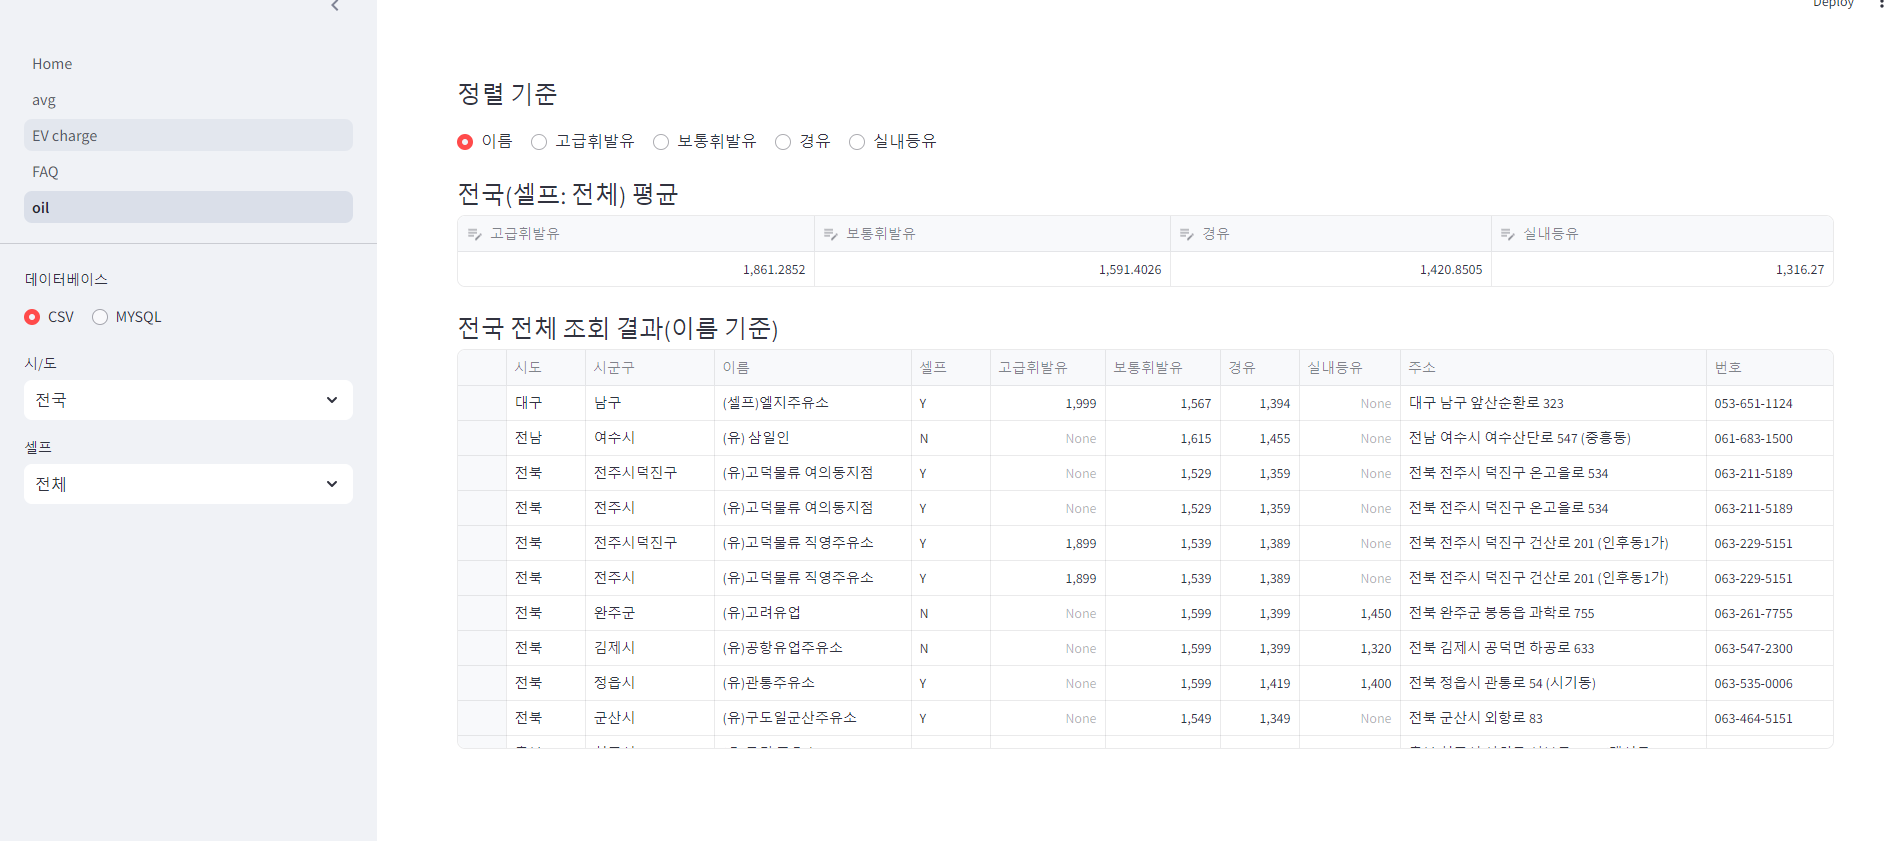 Deploy
Home
avg
EV charge
FAQ
oil
데이터베이스
CSV MYSQL
시/도
전국
셀프
전체
정렬 기준
이름 고급휘발유 보통휘발유 경유 실내등유
전국(셀프: 전체) 평균
고급휘발유 보통휘발유 경유 실내등유
1,861.2852 1,591.4026 1,420.8505 1,316.27
전국 전체 조회 결과(이름 기준)
시도 시군구 이름 셀프 고급휘발유 보통휘발유 경유 실내등유 주소 번호
대구 남구 (셀프)엘지주유소 Y 1,999 1,567 1,394 None 대구 남구 앞산순환로 323 053-651-1124
전남 여수시 (유) 삼일인 N None 1,615 1,455 None 전남 여수시 여수산단로 547 (중흥동) 061-683-1500
전북 전주시덕진구 (유)고덕물류 여의동지점 Y None 1,529 1,359 None 전북 전주시 덕진구 온고을로 534 063-211-5189
전북 전주시 (유)고덕물류 여의동지점 Y None 1,529 1,359 None 전북 전주시 덕진구 온고을로 534 063-211-5189
전북 전주시덕진구 (유)고덕물류 직영주유소 Y 1,899 1,539 1,389 None 전북 전주시 덕진구 건산로 201 (인후동1가) 063-229-5151
전북 전주시 (유)고덕물류 직영주유소 Y 1,899 1,539 1,389 None 전북 전주시 덕진구 건산로 201 (인후동1가) 063-229-5151
전북 완주군 (유)고려유업 N None 1,599 1,399 1,450 전북 완주군 봉동읍 과학로 755 063-261-7755
전북 김제시 (유)공항유업주유소 N None 1,599 1,399 1,320 전북 김제시 공덕면 하공로 633 063-547-2300
전북 정읍시 (유)관통주유소 Y None 1,599 1,419 1,400 전북 정읍시 관통로 54 (시기동) 063-535-0006
전북 군산시 (유)구도일군산주유소 Y None 1,549 1,349 None 전북 군산시 외항로 83 063-464-5151